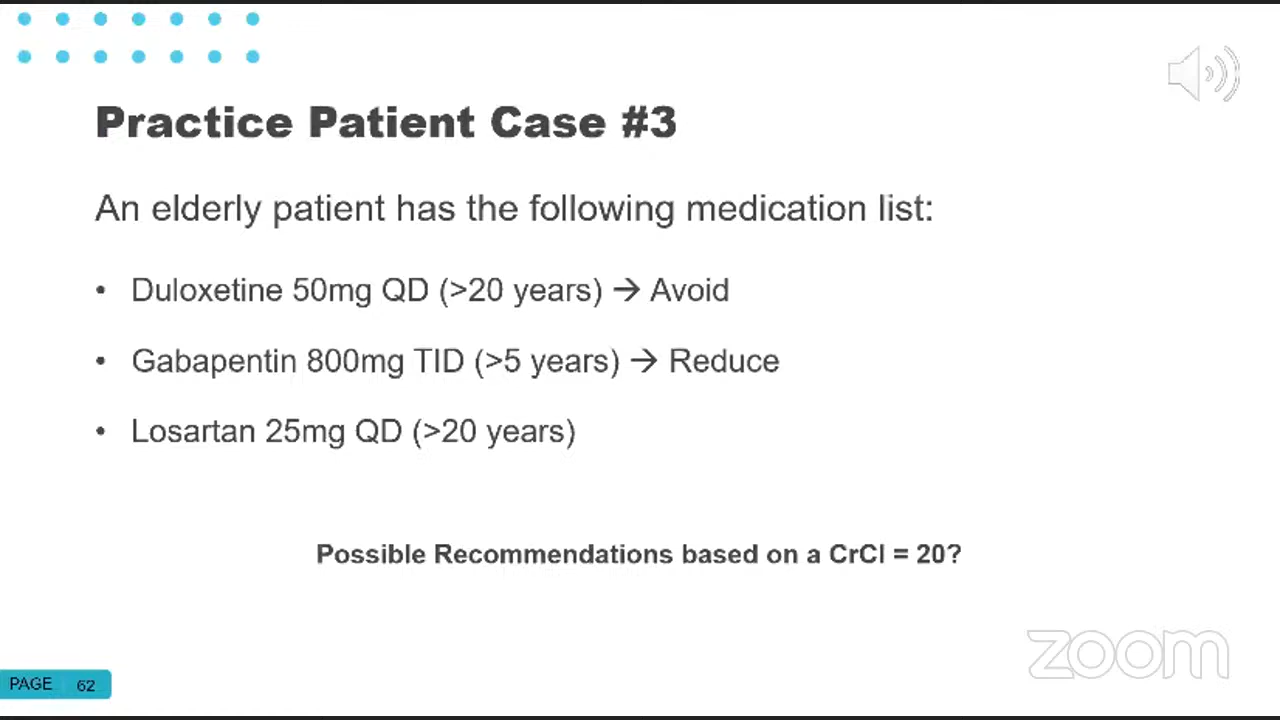 Practice Patient Case #3
An elderly patient has the following medication list:
• Duloxetine 50mg QD (>20 years) → Avoid
• Gabapentin 800mg TID (>5 years) → Reduce
• Losartan 25mg QD (>20 years)
Possible Recommendations based on a CrCl = 20?
zoom
PAGE 62